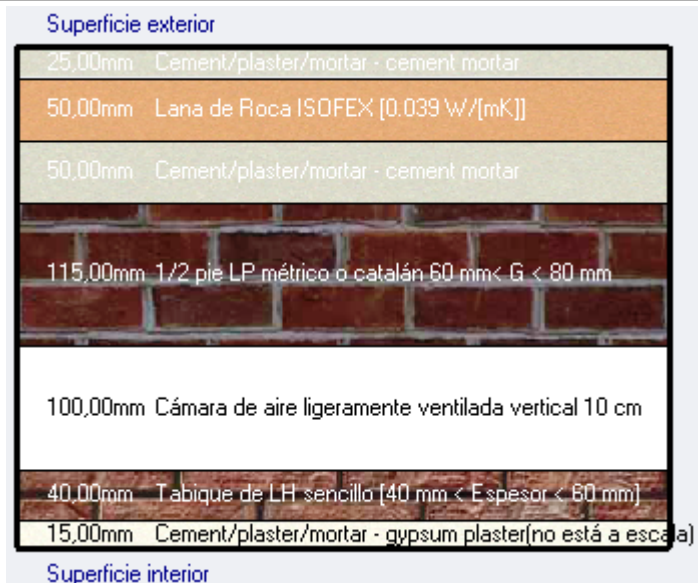 Superficie exterior
25,00mm Cement/plaster/mortar - cement mortar
50,00mm Lana de Roca ISOFEX [0.039 W/[mK]]
50,00mm Cement/plaster/mortar - cement mortar
115,00mm 1/2 pie LP métrico o catalán 60 mm< G < 80 mm
100,00mm Cámara de aire ligeramente ventilada vertical 10 cm
40,00mm Tabique de LH sencillo [40 mm < Espesor < 60 mm]
15,00mm Cement/plaster/mortar - gypsum plaster(no está a escala)
Superficie interior